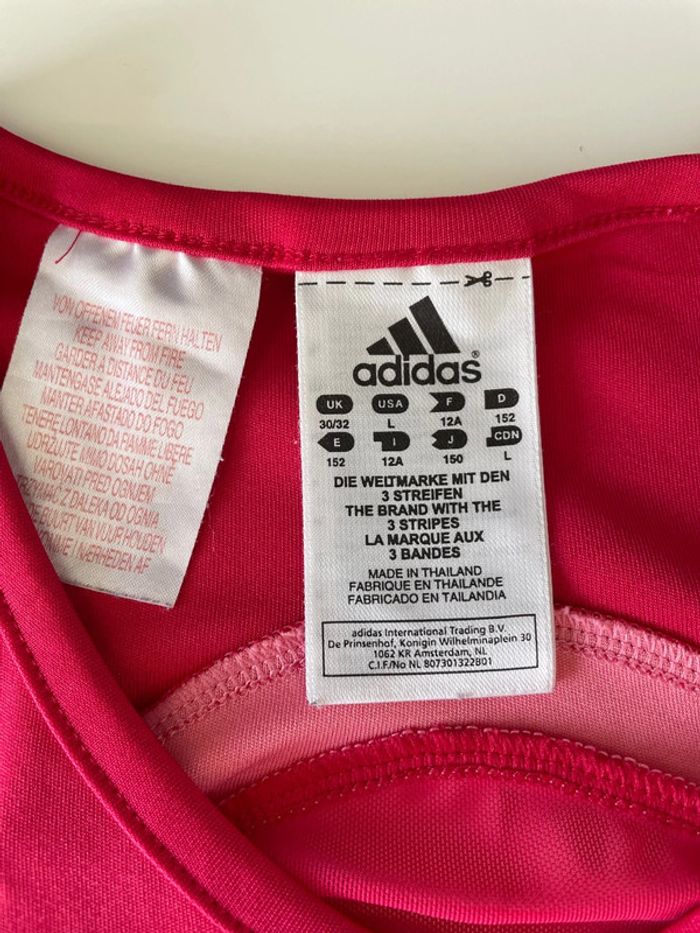 VON OFFENEN FEUER FERN HALTEN
KEEP AWAY FROM FIRE
GARDER A DISTANCE DU FEU
MANTENGASE ALEJADO DEL FUEGO
MANTER AFASTADO DO FOGO
TENERE LONTANO DA FIAMME LIBERE
VAROVATI PRED OGNJEM
adidas®
UK USA F D
30/32 L 12A 152
E I J CDN
152 12A 150 L
DIE WELTMARKE MIT DEN
3 STREIFEN
THE BRAND WITH THE
3 STRIPES
LA MARQUE AUX
3 BANDES
MADE IN THAILAND
FABRIQUE EN THAILANDE
FABRICADO EN TAILANDIA
adidas International Trading B.V.
De Prinsenhof, Konigin Wilhelminaplein 30
1062 KR Amsterdam, NL
C.I.F/No NL 807301322B01